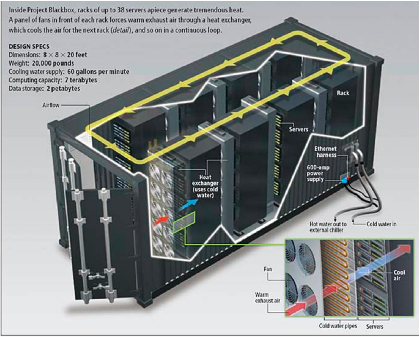 Inside Project Blackbox, racks of up to 38 servers apiece generate tremendous heat.
A panel of fans in front of each rack forces warm exhaust air through a heat exchanger,
which cools the air for the next rack (detail), and so on in a continuous loop.
DESIGN SPECS
Dimensions: 8 × 8 × 20 feet
Weight: 20,000 pounds
Cooling water supply: 60 gallons per minute
Computing capacity: 7 terabytes
Data storage: 2 petabytes
Airflow
Rack
Servers
Ethernet
harness
600-amp
power
supply
Heat
exchanger
(uses cold
water)
Hot water out to
external chiller
Cold water in
Fan
Warm
exhaust air
Cool
air
Cold water pipes
Servers